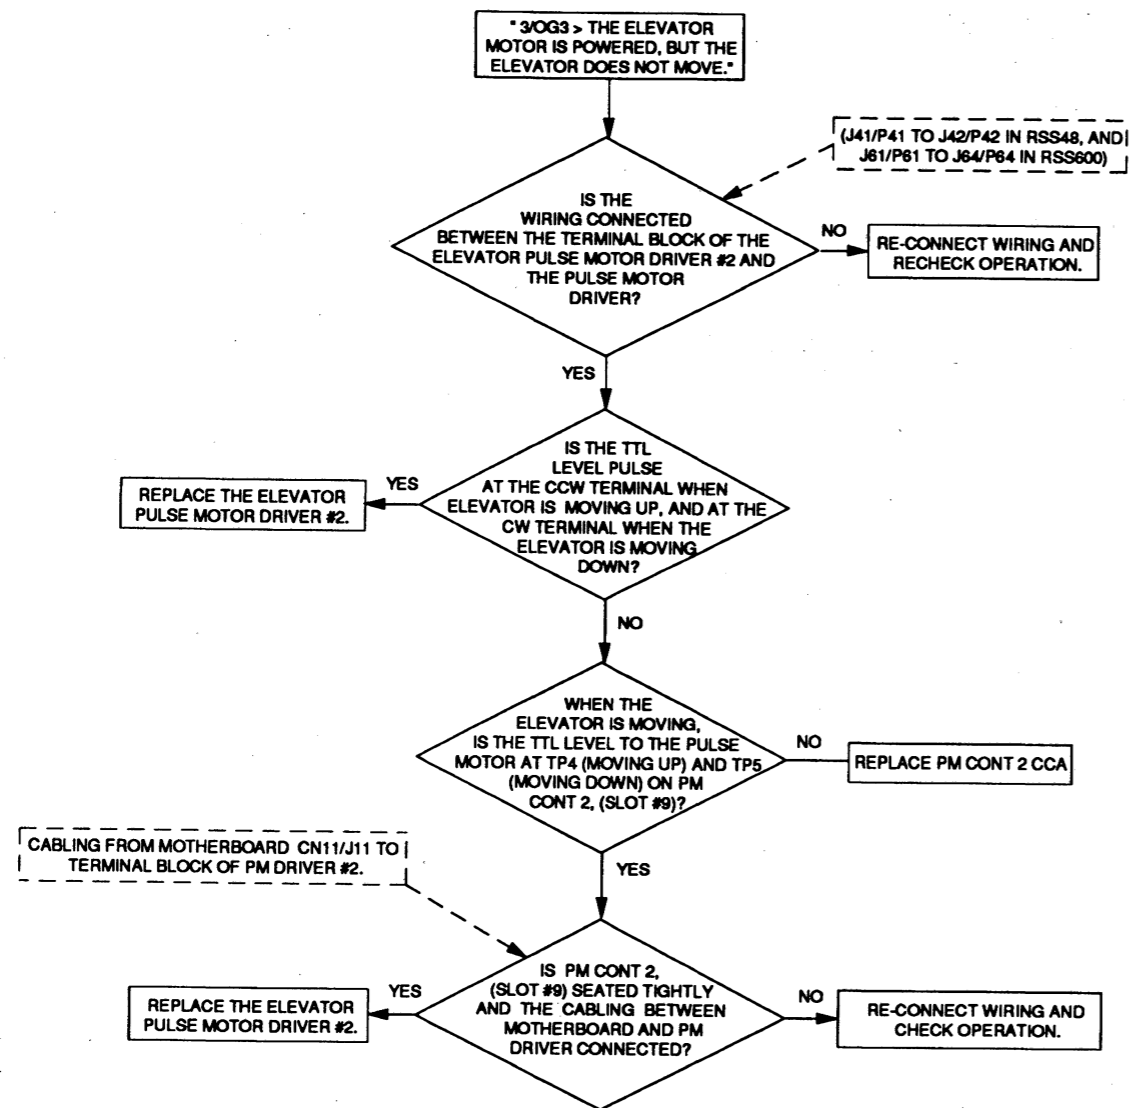 " 3/OG3 > THE ELEVATOR
MOTOR IS POWERED, BUT THE
ELEVATOR DOES NOT MOVE."
(J41/P41 TO J42/P42 IN RSS48, AND
J61/P61 TO J64/P64 IN RSS600)
IS THE
WIRING CONNECTED
BETWEEN THE TERMINAL BLOCK OF THE
ELEVATOR PULSE MOTOR DRIVER #2 AND
THE PULSE MOTOR
DRIVER?
NO
RE-CONNECT WIRING AND
RECHECK OPERATION.
YES
IS THE TTL
LEVEL PULSE
AT THE CCW TERMINAL WHEN
ELEVATOR IS MOVING UP, AND AT THE
CW TERMINAL WHEN THE
ELEVATOR IS MOVING
DOWN?
YES
REPLACE THE ELEVATOR
PULSE MOTOR DRIVER #2.
NO
WHEN THE
ELEVATOR IS MOVING,
IS THE TTL LEVEL TO THE PULSE
MOTOR AT TP4 (MOVING UP) AND TP5
(MOVING DOWN) ON PM
CONT 2, (SLOT #9)?
NO
REPLACE PM CONT 2 CCA
CABLING FROM MOTHERBOARD CN11/J11 TO
TERMINAL BLOCK OF PM DRIVER #2.
YES
IS PM CONT 2,
(SLOT #9) SEATED TIGHTLY
AND THE CABLING BETWEEN
MOTHERBOARD AND PM
DRIVER CONNECTED?
YES
REPLACE THE ELEVATOR
PULSE MOTOR DRIVER #2.
NO
RE-CONNECT WIRING AND
CHECK OPERATION.